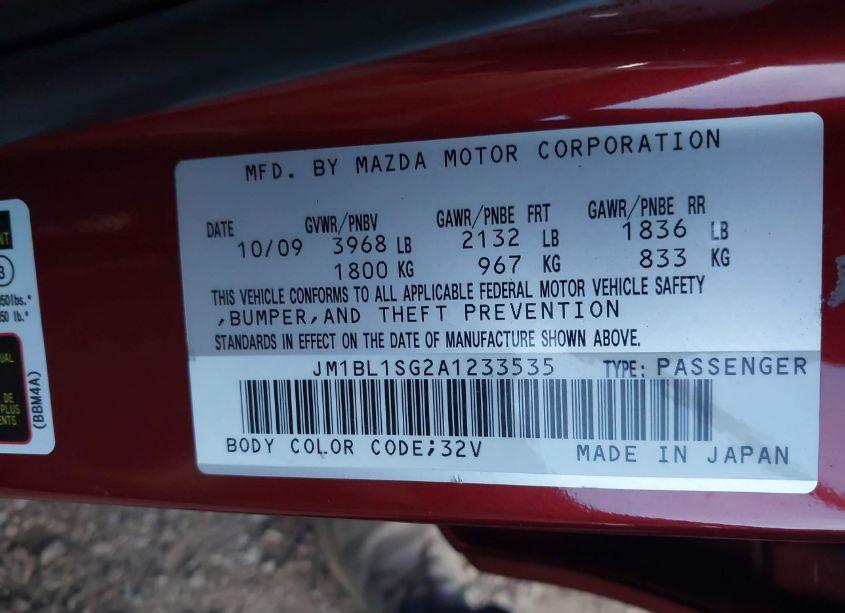 MFD. BY MAZDA MOTOR CORPORATION
DATE GVWR/PNBV GAWR/PNBE FRT GAWR/PNBE RR
10/09 3968 LB 2132 LB 1836 LB
1800 KG 967 KG 833 KG
THIS VEHICLE CONFORMS TO ALL APPLICABLE FEDERAL MOTOR VEHICLE SAFETY
,BUMPER,AND THEFT PREVENTION
STANDARDS IN EFFECT ON THE DATE OF MANUFACTURE SHOWN ABOVE.
JM1BL1SG2A1233535 TYPE: PASSENGER
BODY COLOR CODE;32V MADE IN JAPAN
850lbs.*
DE
(BBM4A)